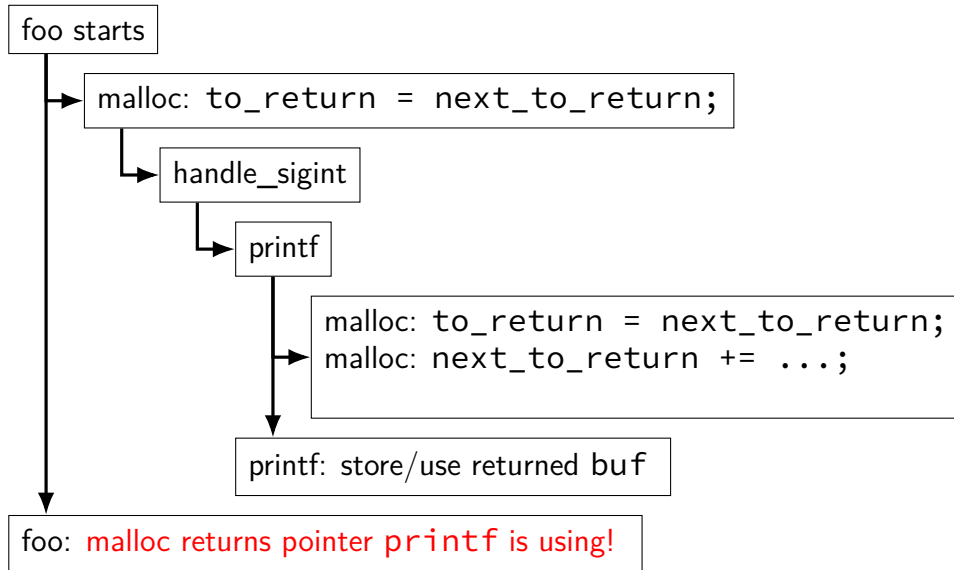 foo starts
malloc: to_return = next_to_return;
handle_sigint
printf
malloc: to_return = next_to_return;
malloc: next_to_return += ...;
printf: store/use returned buf
foo: malloc returns pointer printf is using!